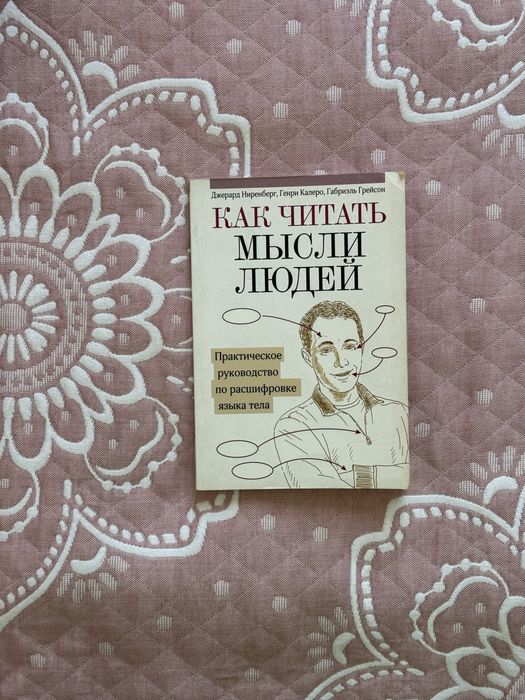 Джерард Ниренберг, Генри Калеро, Габриэль Грейсон
КАК ЧИТАТЬ
МЫСЛИ
ЛЮДЕЙ
Практическое
руководство
по расшифровке
языка тела